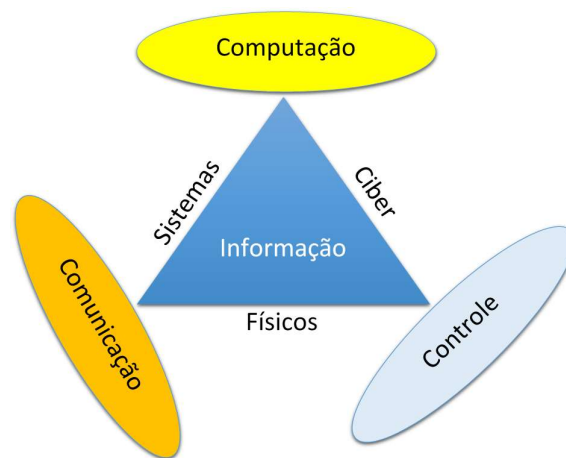 Computação
Sistemas
Ciber
Informação
Físicos
Comunicação
Controle